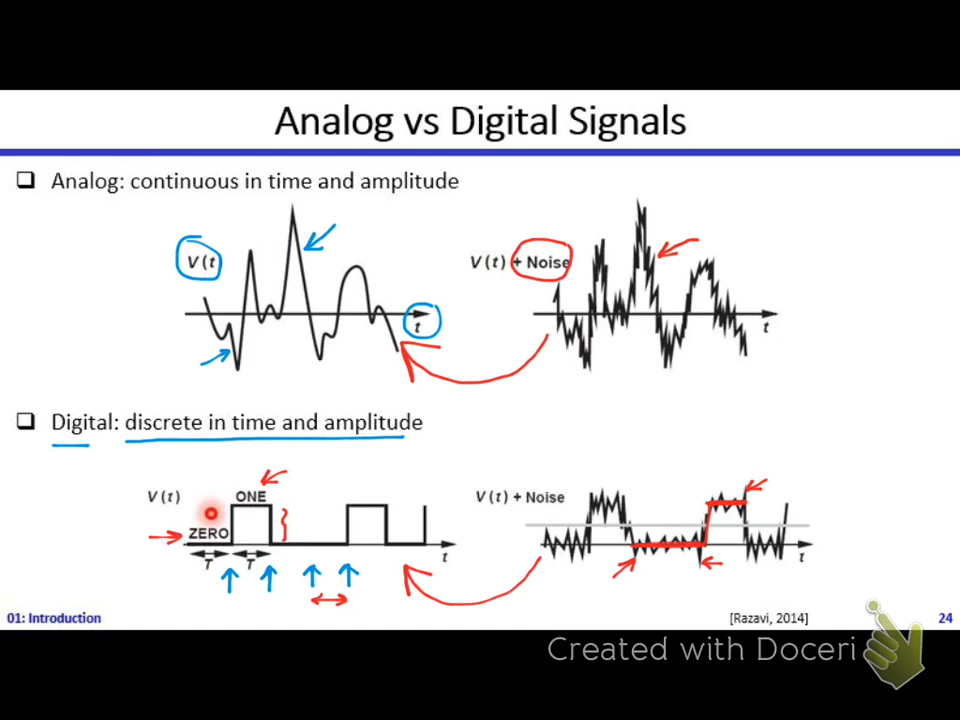 Analog vs Digital Signals
Analog: continuous in time and amplitude
V(t
V(t) + Noise
t
t
Digital: discrete in time and amplitude
V(t)
ONE
V(t) + Noise
ZERO
T
T
t
t
01: Introduction
[Razavi, 2014]
24
Created with Doceri